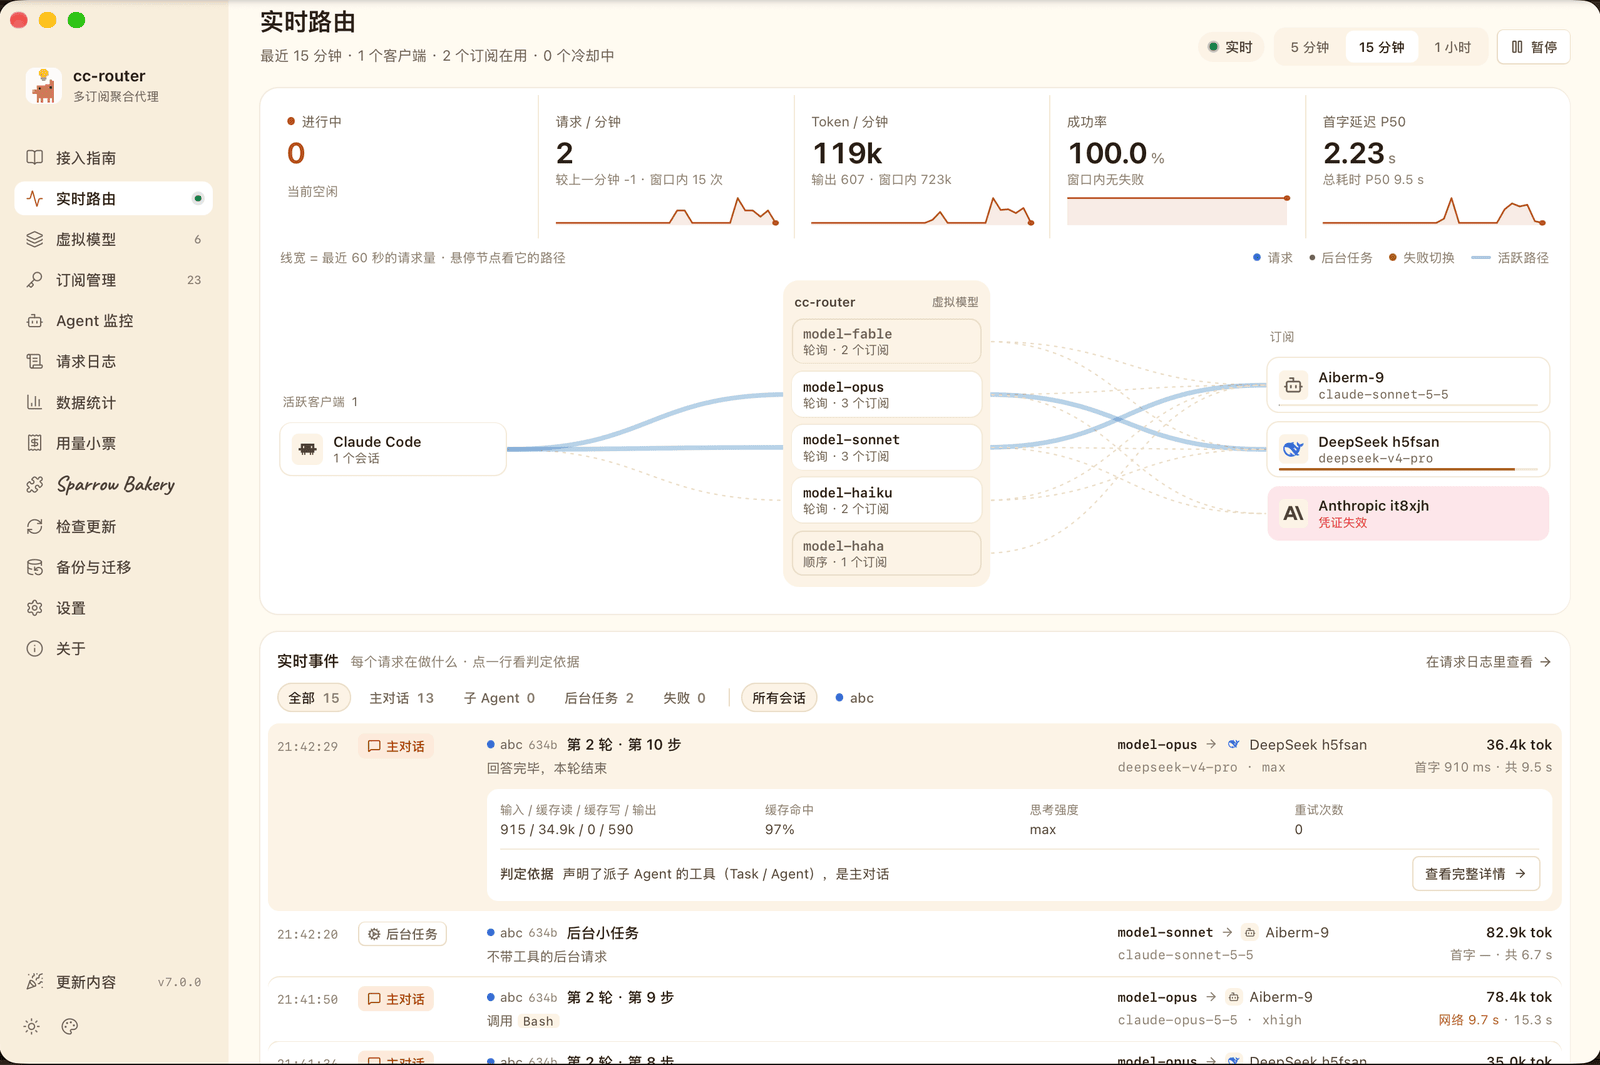 实时路由
最近 15 分钟 · 1 个客户端 · 2 个订阅在用 · 0 个冷却中
实时
5 分钟
15 分钟
1 小时
暂停
cc-router
多订阅聚合代理
接入指南
实时路由
虚拟模型 6
订阅管理 23
Agent 监控
请求日志
数据统计
用量小票
Sparrow Bakery
检查更新
备份与迁移
设置
关于
更新内容 v7.0.0
进行中
0
当前空闲
请求 / 分钟
2
较上一分钟 -1 · 窗口内 15 次
Token / 分钟
119k
输出 607 · 窗口内 723k
成功率
100.0 %
窗口内无失败
首字延迟 P50
2.23 s
总耗时 P50 9.5 s
线宽 = 最近 60 秒的请求量 · 悬停节点看它的路径
请求
后台任务
失败切换
活跃路径
活跃客户端 1
Claude Code
1 个会话
cc-router 虚拟模型
model-fable
轮询 · 2 个订阅
model-opus
轮询 · 3 个订阅
model-sonnet
轮询 · 3 个订阅
model-haiku
轮询 · 2 个订阅
model-haha
顺序 · 1 个订阅
订阅
Aiberm-9
claude-sonnet-5-5
DeepSeek h5fsan
deepseek-v4-pro
Anthropic it8xjh
凭证失效
实时事件 每个请求在做什么 · 点一行看判定依据
在请求日志里查看 →
全部 15
主对话 13
子 Agent 0
后台任务 2
失败 0
所有会话
abc
21:42:29 主对话 abc 634b 第 2 轮 · 第 10 步 model-opus → DeepSeek h5fsan 36.4k tok
回答完毕，本轮结束 deepseek-v4-pro · max 首字 910 ms · 共 9.5 s
输入 / 缓存读 / 缓存写 / 输出 缓存命中 思考强度 重试次数
915 / 34.9k / 0 / 590 97% max 0
判定依据 声明了派子 Agent 的工具（Task / Agent），是主对话 查看完整详情 →
21:42:20 后台任务 abc 634b 后台小任务 model-sonnet → Aiberm-9 82.9k tok
不带工具的后台请求 claude-sonnet-5-5 首字 — · 共 6.7 s
21:41:50 主对话 abc 634b 第 2 轮 · 第 9 步 model-opus → Aiberm-9 78.4k tok
调用 Bash claude-opus-5-5 · xhigh 网络 9.7 s · 15.3 s
21:41:34 主对话 abc 634b 第 2 轮 · 第 8 步 model-opus → DeepSeek h5fsan 35.0k tok